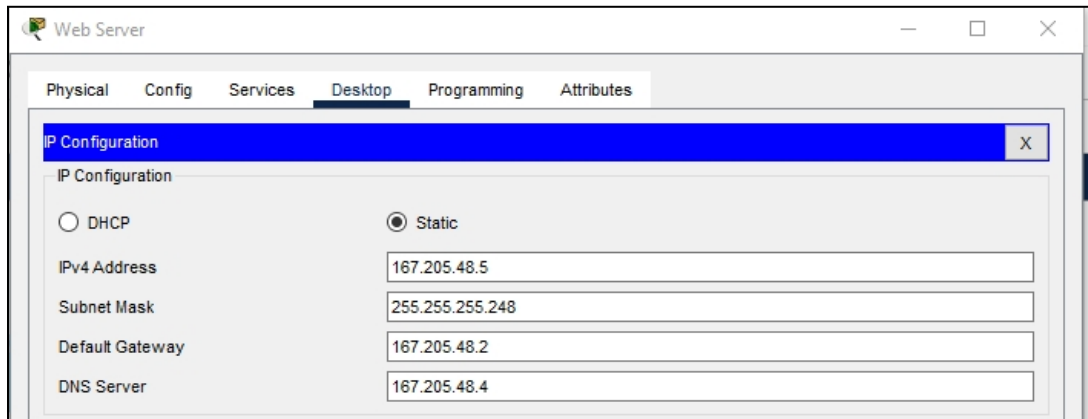 Web Server
Physical Config Services Desktop Programming Attributes
IP Configuration X
IP Configuration
DHCP Static
IPv4 Address 167.205.48.5
Subnet Mask 255.255.255.248
Default Gateway 167.205.48.2
DNS Server 167.205.48.4